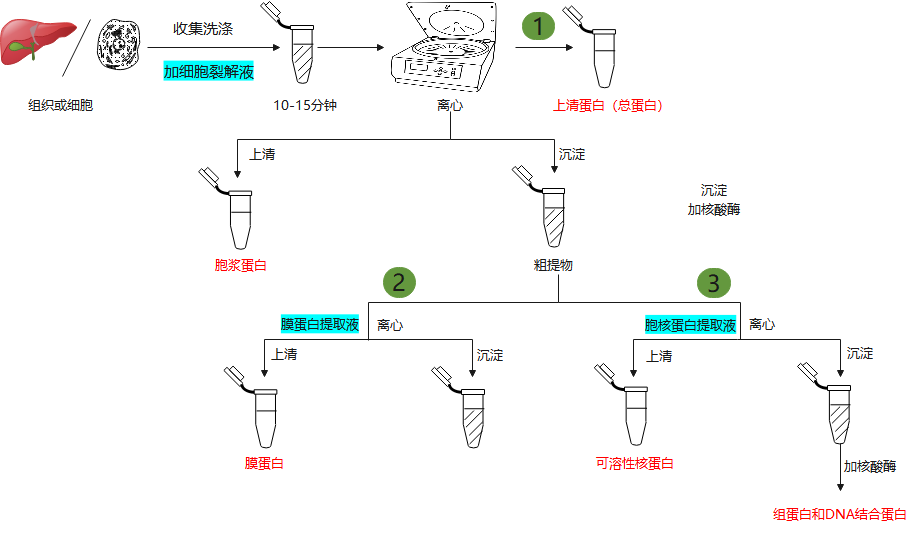 收集洗涤
1
加细胞裂解液
组织或细胞
10-15分钟
离心
上清蛋白（总蛋白）
上清
沉淀
沉淀
加核酸酶
胞浆蛋白
粗提物
2
3
膜蛋白提取液
离心
胞核蛋白提取液
离心
上清
沉淀
上清
沉淀
膜蛋白
可溶性核蛋白
加核酸酶
组蛋白和DNA结合蛋白